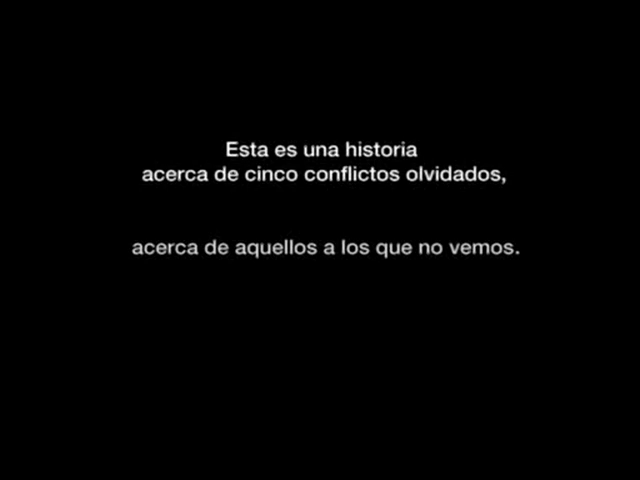 Esta es una historia
acerca de cinco conflictos olvidados,
acerca de aquellos a los que no vemos.